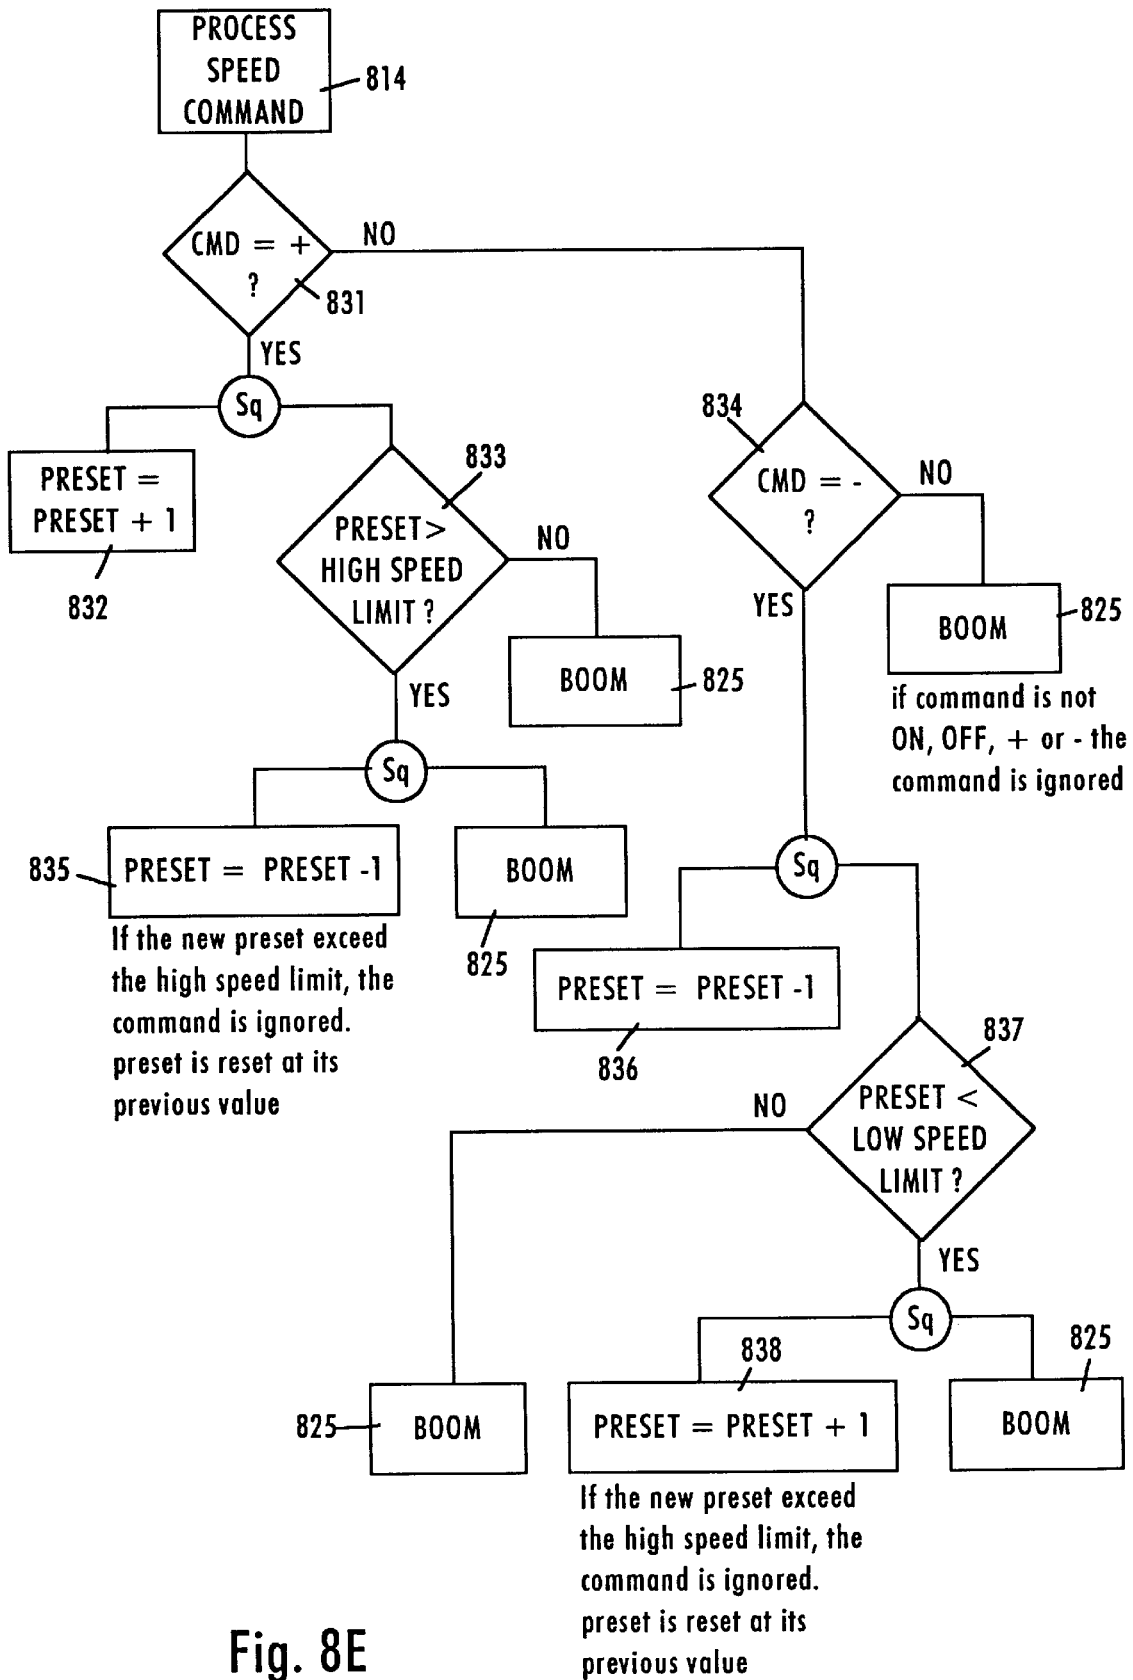 PROCESS
SPEED
COMMAND
814
CMD = +
?
831
NO
YES
Sq
PRESET =
PRESET + 1
832
833
PRESET >
HIGH SPEED
LIMIT ?
NO
BOOM
825
YES
Sq
835
PRESET = PRESET -1
If the new preset exceed
the high speed limit, the
command is ignored.
preset is reset at its
previous value
BOOM
825
834
CMD = -
?
NO
BOOM
825
if command is not
ON, OFF, + or - the
command is ignored
YES
Sq
PRESET = PRESET -1
836
837
PRESET <
LOW SPEED
LIMIT ?
NO
825
BOOM
YES
Sq
838
PRESET = PRESET + 1
If the new preset exceed
the high speed limit, the
command is ignored.
preset is reset at its
previous value
825
BOOM
Fig. 8E